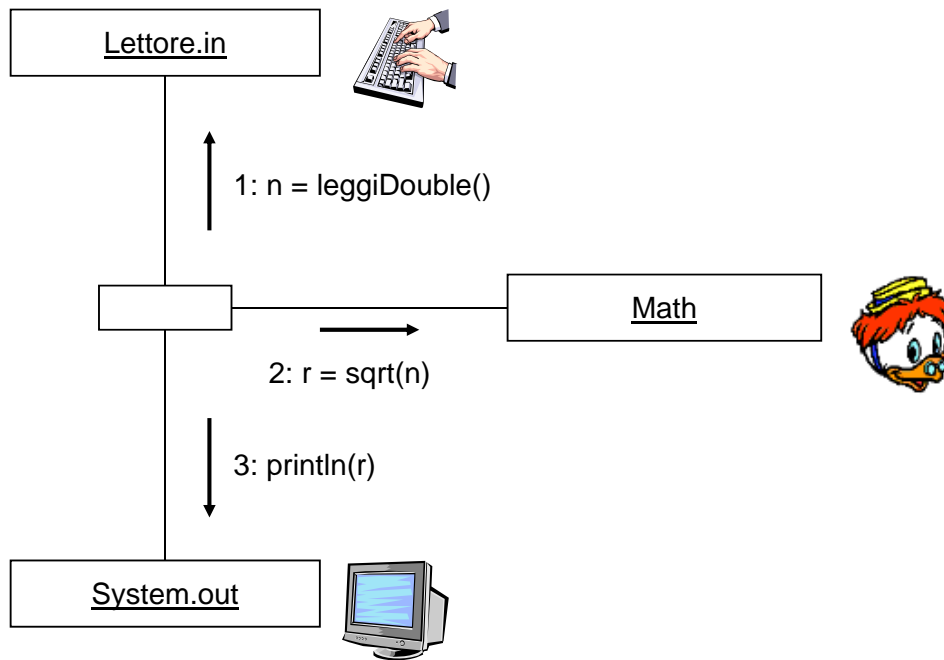 Lettore.in
1: n = leggiDouble()
Math
2: r = sqrt(n)
3: println(r)
System.out